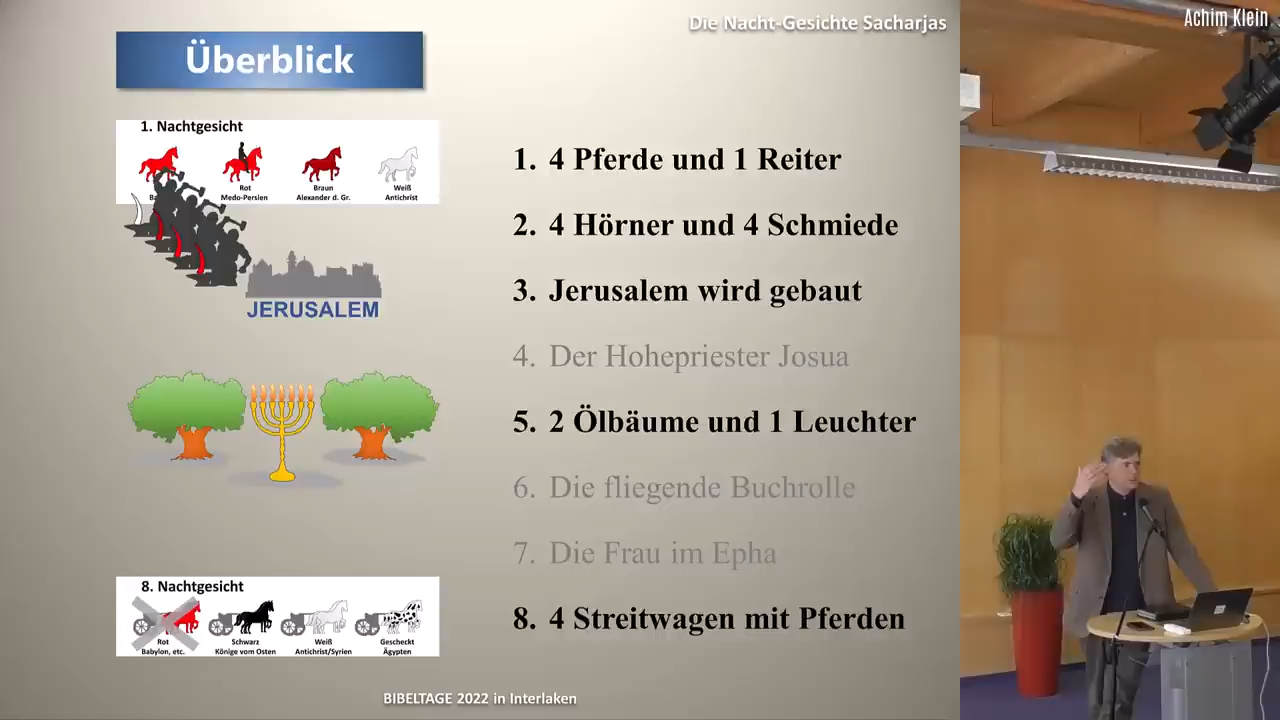 Die Nacht-Gesichte Sacharjas
Achim Klein
Überblick
1. Nachtgesicht
Rot
Medo-Persien
Braun
Alexander d. Gr.
Weiß
Antichrist
JERUSALEM
1. 4 Pferde und 1 Reiter
2. 4 Hörner und 4 Schmiede
3. Jerusalem wird gebaut
4. Der Hohepriester Josua
5. 2 Ölbäume und 1 Leuchter
6. Die fliegende Buchrolle
7. Die Frau im Epha
8. 4 Streitwagen mit Pferden
8. Nachtgesicht
Rot
Babylon, etc.
Schwarz
Könige vom Osten
Weiß
Antichrist/Syrien
Gescheckt
Ägypten
BIBELTAGE 2022 in Interlaken